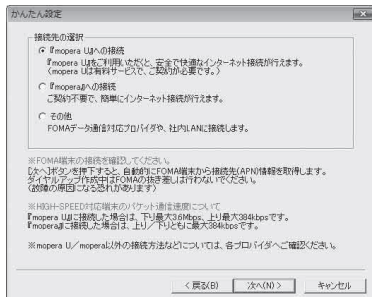 かんたん設定
接続先の選択
『mopera U』への接続
『mopera U』をご利用いただくと、安全で快適なインターネット接続が行えます。
(mopera Uは有料サービスで、ご契約が必要です。)
『mopera』への接続
ご契約不要で、簡単にインターネット接続が行えます。
その他
FOMAデータ通信対応プロバイダや、社内LANに接続します。
※FOMA端末の接続を確認してください。
[次へ]ボタンを押下すると、自動的にFOMA端末から接続先(APN)情報を取得します。
ダイヤルアップ作成中はFOMAの抜き差しは行わないでください。
(故障の原因になる恐れがあります)
※HIGH-SPEED対応端末のパケット通信速度について
『mopera U』に接続した場合は、下り最大3.6Mbps、上り最大384kbpsです。
『mopera』に接続した場合は、上り/下りともに最大384kbpsです。
※mopera U/mopera以外の接続方法などについては、各プロバイダへご確認ください。
< 戻る(B)
次へ(N) >
キャンセル